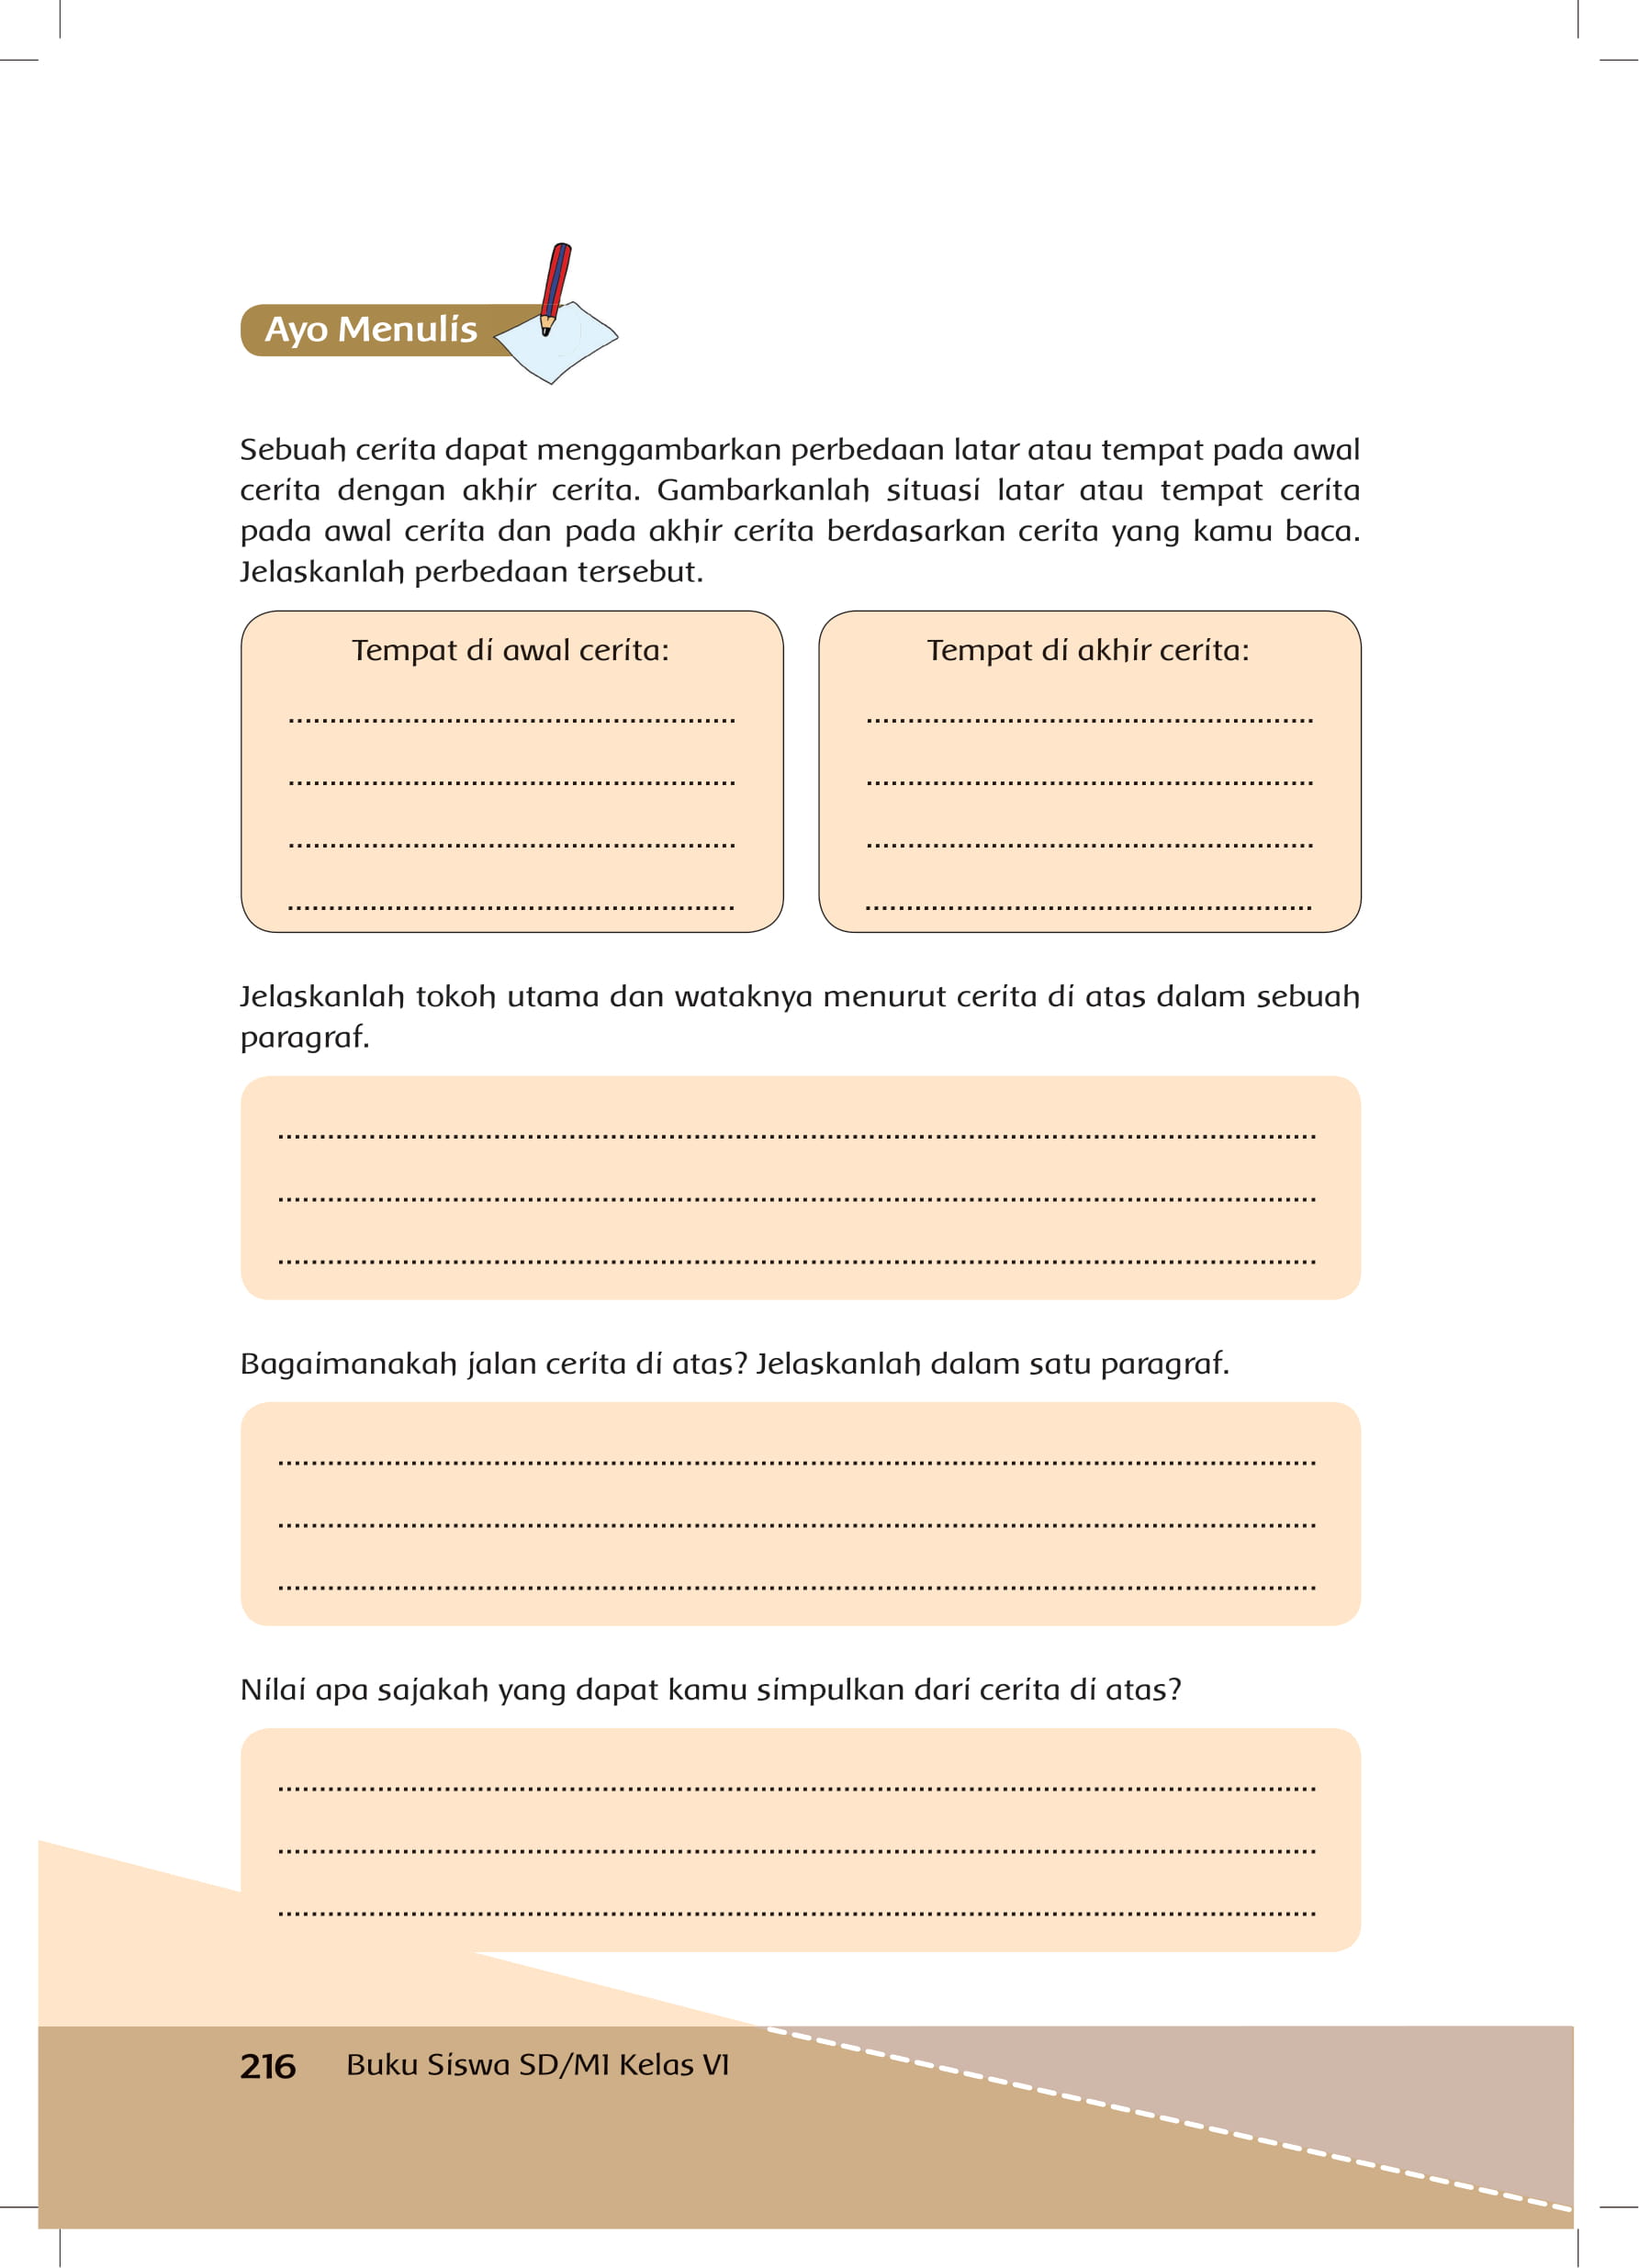 Ayo Menulis
Sebuah cerita dapat menggambarkan perbedaan latar atau tempat pada awal
cerita dengan akhir cerita. Gambarkanlah situasi latar atau tempat cerita
pada awal cerita dan pada akhir cerita berdasarkan cerita yang kamu baca.
Jelaskanlah perbedaan tersebut.
Tempat di awal cerita:
Tempat di akhir cerita:
Jelaskanlah tokoh utama dan wataknya menurut cerita di atas dalam sebuah
paragraf.
Bagaimanakah jalan cerita di atas? Jelaskanlah dalam satu paragraf.
Nilai apa sajakah yang dapat kamu simpulkan dari cerita di atas?
216 Buku Siswa SD/MI Kelas VI